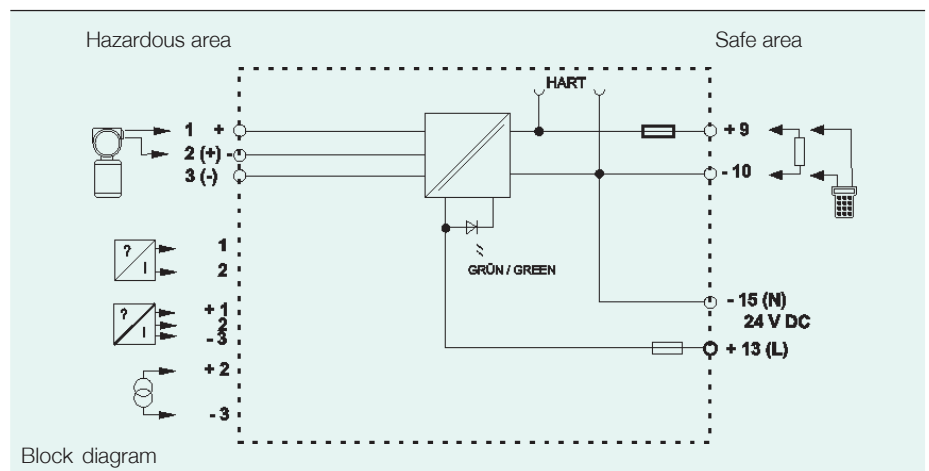 Hazardous area
Safe area
HART
1 +
2 (+) -
3 (-)
+ 9
- 10
? I
1
2
GRÜN / GREEN
- 15 (N)
24 V DC
+ 13 (L)
? I
+ 1
2
- 3
+ 2
- 3
Block diagram